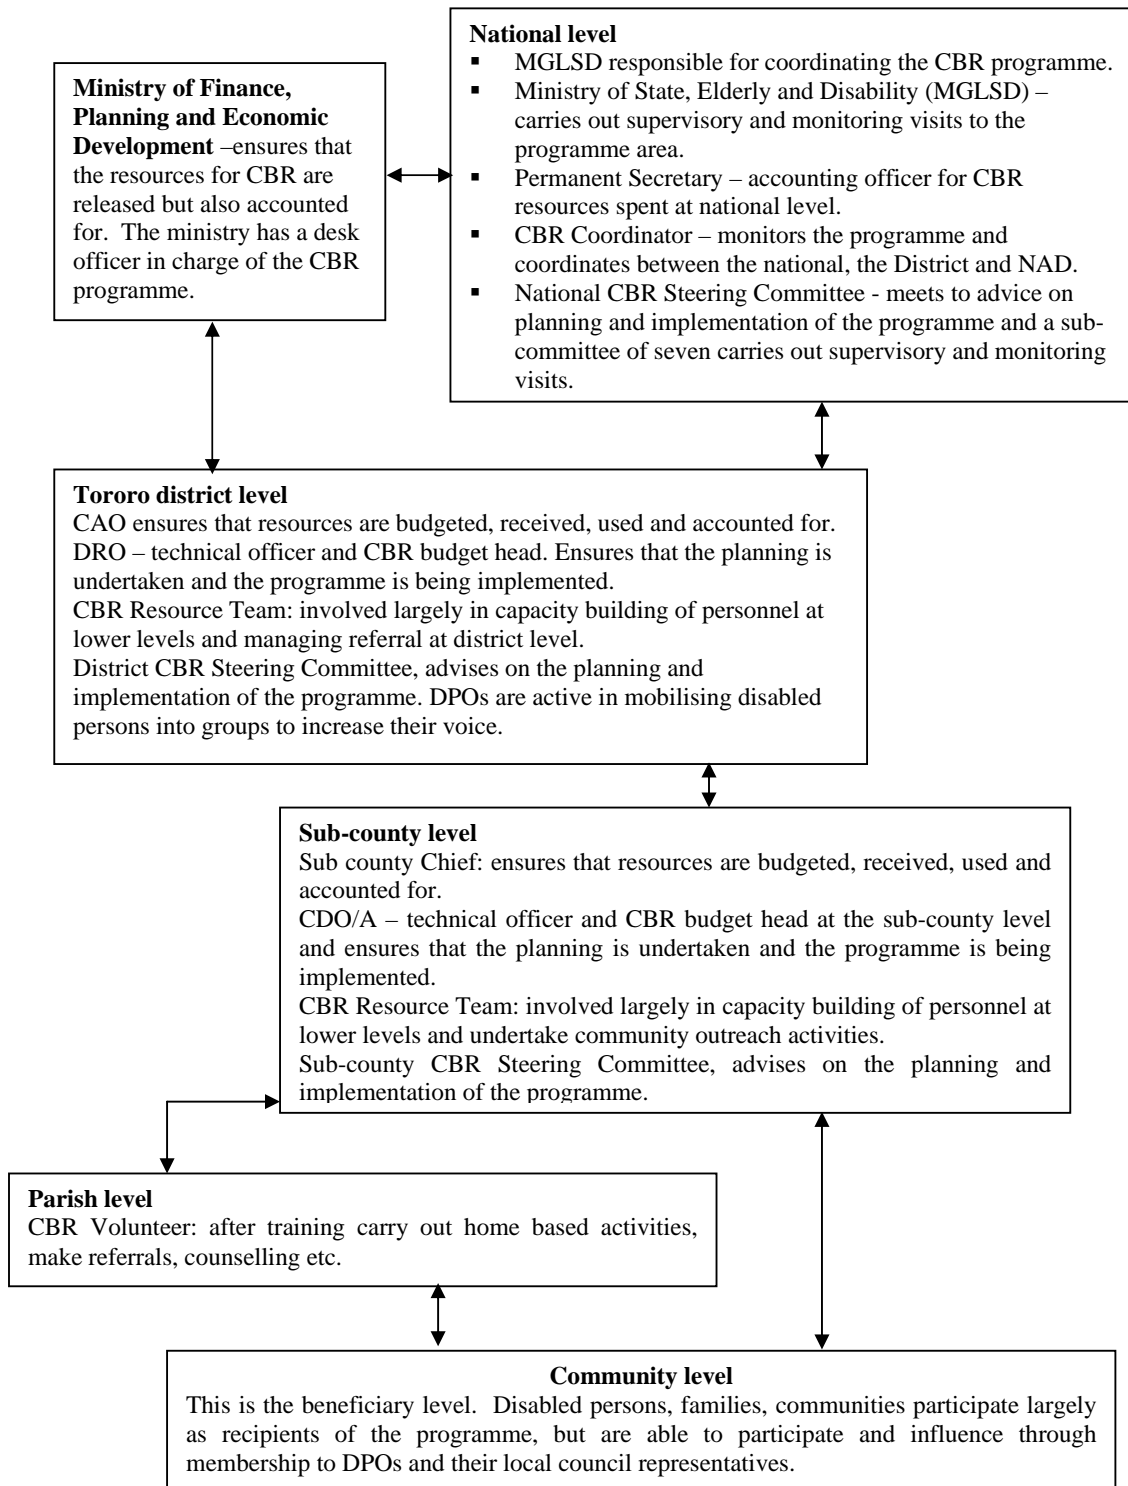 National level
▪ MGLSD responsible for coordinating the CBR programme.
▪ Ministry of State, Elderly and Disability (MGLSD) –
carries out supervisory and monitoring visits to the
programme area.
▪ Permanent Secretary – accounting officer for CBR
resources spent at national level.
▪ CBR Coordinator – monitors the programme and
coordinates between the national, the District and NAD.
▪ National CBR Steering Committee - meets to advice on
planning and implementation of the programme and a sub-
committee of seven carries out supervisory and monitoring
visits.
Ministry of Finance,
Planning and Economic
Development –ensures that
the resources for CBR are
released but also accounted
for. The ministry has a desk
officer in charge of the CBR
programme.
Tororo district level
CAO ensures that resources are budgeted, received, used and accounted for.
DRO – technical officer and CBR budget head. Ensures that the planning is
undertaken and the programme is being implemented.
CBR Resource Team: involved largely in capacity building of personnel at
lower levels and managing referral at district level.
District CBR Steering Committee, advises on the planning and
implementation of the programme. DPOs are active in mobilising disabled
persons into groups to increase their voice.
Sub-county level
Sub county Chief: ensures that resources are budgeted, received, used and
accounted for.
CDO/A – technical officer and CBR budget head at the sub-county level
and ensures that the planning is undertaken and the programme is being
implemented.
CBR Resource Team: involved largely in capacity building of personnel at
lower levels and undertake community outreach activities.
Sub-county CBR Steering Committee, advises on the planning and
implementation of the programme.
Parish level
CBR Volunteer: after training carry out home based activities,
make referrals, counselling etc.
Community level
This is the beneficiary level. Disabled persons, families, communities participate largely
as recipients of the programme, but are able to participate and influence through
membership to DPOs and their local council representatives.